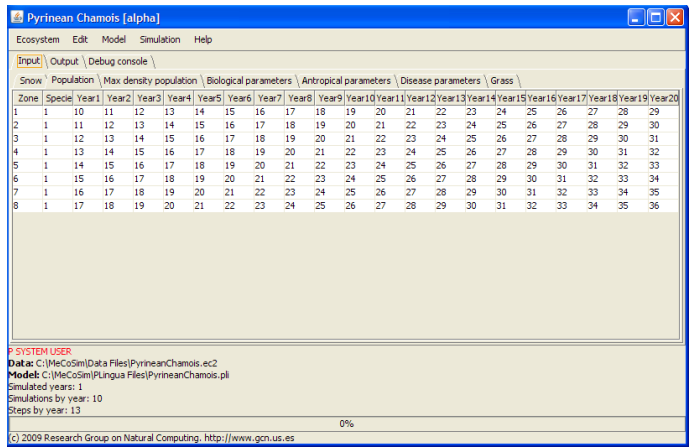 Pyrinean Chamois [alpha]
Ecosystem Edit Model Simulation Help
Input Output Debug console
Snow Population Max density population Biological parameters Antropical parameters Disease parameters Grass
Zone Specie Year1 Year2 Year3 Year4 Year5 Year6 Year7 Year8 Year9 Year10 Year11 Year12 Year13 Year14 Year15 Year16 Year17 Year18 Year19 Year20
1 1 10 11 12 13 14 15 16 17 18 19 20 21 22 23 24 25 26 27 28 29
2 1 11 12 13 14 15 16 17 18 19 20 21 22 23 24 25 26 27 28 29 30
3 1 12 13 14 15 16 17 18 19 20 21 22 23 24 25 26 27 28 29 30 31
4 1 13 14 15 16 17 18 19 20 21 22 23 24 25 26 27 28 29 30 31 32
5 1 14 15 16 17 18 19 20 21 22 23 24 25 26 27 28 29 30 31 32 33
6 1 15 16 17 18 19 20 21 22 23 24 25 26 27 28 29 30 31 32 33 34
7 1 16 17 18 19 20 21 22 23 24 25 26 27 28 29 30 31 32 33 34 35
8 1 17 18 19 20 21 22 23 24 25 26 27 28 29 30 31 32 33 34 35 36
P SYSTEM USER
Data: C:\MeCoSim\Data Files\PyrineanChamois.ec2
Model: C:\MeCoSim\PLingua Files\PyrineanChamois.pli
Simulated years: 1
Simulations by year: 10
Steps by year: 13
0%
(c) 2009 Research Group on Natural Computing. http://www.gcn.us.es